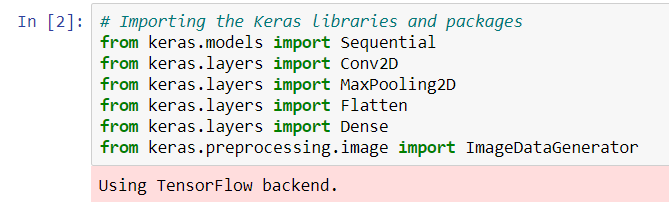 In [2]: # Importing the Keras libraries and packages
from keras.models import Sequential
from keras.layers import Conv2D
from keras.layers import MaxPooling2D
from keras.layers import Flatten
from keras.layers import Dense
from keras.preprocessing.image import ImageDataGenerator
Using TensorFlow backend.